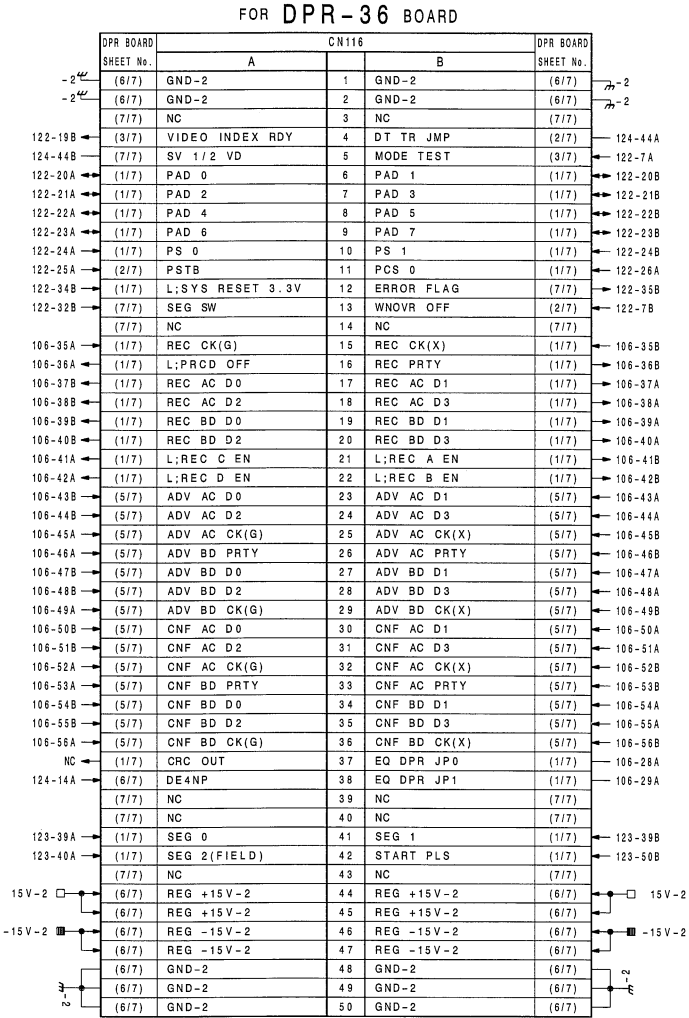 FOR DPR-36 BOARD
DPR BOARD CN116 DPR BOARD
SHEET No. A B SHEET No.
-2 (6/7) GND-2 1 GND-2 (6/7) -2
-2 (6/7) GND-2 2 GND-2 (6/7) -2
(7/7) NC 3 NC (7/7)
122-19B (3/7) VIDEO INDEX RDY 4 DT TR JMP (2/7) 124-44A
124-44B (7/7) SV 1/2 VD 5 MODE TEST (3/7) 122-7A
122-20A (1/7) PAD 0 6 PAD 1 (1/7) 122-20B
122-21A (1/7) PAD 2 7 PAD 3 (1/7) 122-21B
122-22A (1/7) PAD 4 8 PAD 5 (1/7) 122-22B
122-23A (1/7) PAD 6 9 PAD 7 (1/7) 122-23B
122-24A (1/7) PS 0 10 PS 1 (1/7) 122-24B
122-25A (2/7) PSTB 11 PCS 0 (1/7) 122-26A
122-34B (1/7) L;SYS RESET 3.3V 12 ERROR FLAG (7/7) 122-35B
122-32B (7/7) SEG SW 13 WNOVR OFF (2/7) 122-7B
(7/7) NC 14 NC (7/7)
106-35A (1/7) REC CK(G) 15 REC CK(X) (1/7) 106-35B
106-36A (1/7) L;PRCD OFF 16 REC PRTY (1/7) 106-36B
106-37B (1/7) REC AC D0 17 REC AC D1 (1/7) 106-37A
106-38B (1/7) REC AC D2 18 REC AC D3 (1/7) 106-38A
106-39B (1/7) REC BD D0 19 REC BD D1 (1/7) 106-39A
106-40B (1/7) REC BD D2 20 REC BD D3 (1/7) 106-40A
106-41A (1/7) L;REC C EN 21 L;REC A EN (1/7) 106-41B
106-42A (1/7) L;REC D EN 22 L;REC B EN (1/7) 106-42B
106-43B (5/7) ADV AC D0 23 ADV AC D1 (5/7) 106-43A
106-44B (5/7) ADV AC D2 24 ADV AC D3 (5/7) 106-44A
106-45A (5/7) ADV AC CK(G) 25 ADV AC CK(X) (5/7) 106-45B
106-46A (5/7) ADV BD PRTY 26 ADV AC PRTY (5/7) 106-46B
106-47B (5/7) ADV BD D0 27 ADV BD D1 (5/7) 106-47A
106-48B (5/7) ADV BD D2 28 ADV BD D3 (5/7) 106-48A
106-49A (5/7) ADV BD CK(G) 29 ADV BD CK(X) (5/7) 106-49B
106-50B (5/7) CNF AC D0 30 CNF AC D1 (5/7) 106-50A
106-51B (5/7) CNF AC D2 31 CNF AC D3 (5/7) 106-51A
106-52A (5/7) CNF AC CK(G) 32 CNF AC CK(X) (5/7) 106-52B
106-53A (5/7) CNF BD PRTY 33 CNF AC PRTY (5/7) 106-53B
106-54B (5/7) CNF BD D0 34 CNF BD D1 (5/7) 106-54A
106-55B (5/7) CNF BD D2 35 CNF BD D3 (5/7) 106-55A
106-56A (5/7) CNF BD CK(G) 36 CNF BD CK(X) (5/7) 106-56B
NC (1/7) CRC OUT 37 EQ DPR JP0 (1/7) 106-28A
124-14A (6/7) DE4NP 38 EQ DPR JP1 (1/7) 106-29A
(7/7) NC 39 NC (7/7)
(7/7) NC 40 NC (7/7)
123-39A (1/7) SEG 0 41 SEG 1 (1/7) 123-39B
123-40A (1/7) SEG 2(FIELD) 42 START PLS (1/7) 123-50B
(7/7) NC 43 NC (7/7)
15V-2 (6/7) REG +15V-2 44 REG +15V-2 (6/7) 15V-2
(6/7) REG +15V-2 45 REG +15V-2 (6/7)
-15V-2 (6/7) REG -15V-2 46 REG -15V-2 (6/7) -15V-2
(6/7) REG -15V-2 47 REG -15V-2 (6/7)
(6/7) GND-2 48 GND-2 (6/7) -2
(6/7) GND-2 49 GND-2 (6/7)
-2 (6/7) GND-2 50 GND-2 (6/7)